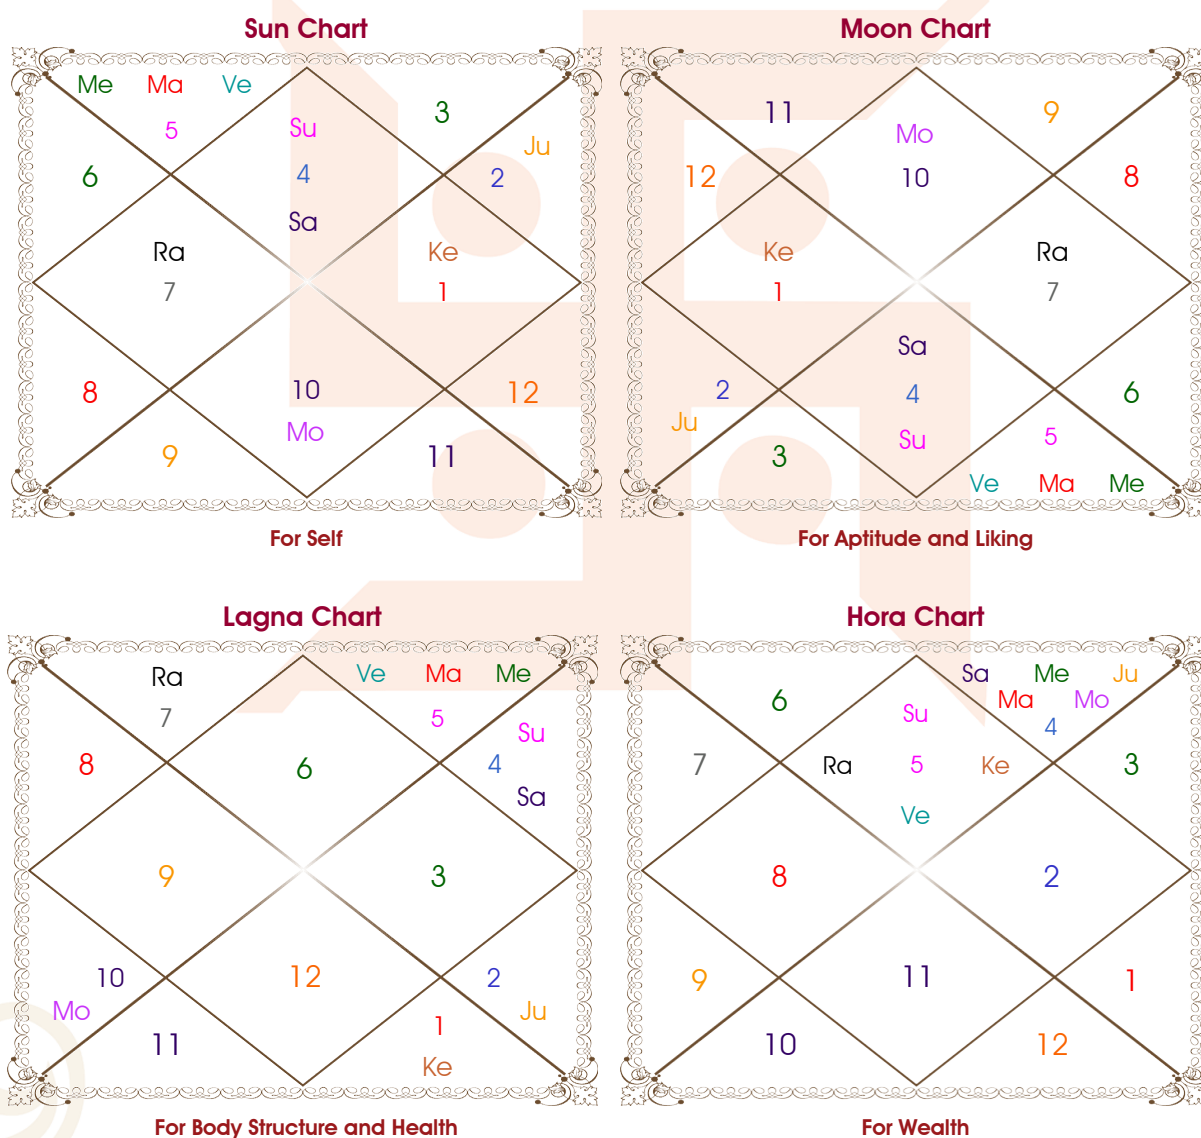 Sun Chart
Me Ma Ve
5
Su
3
Ju
6
4
2
Sa
Ra
Ke
7
1
8
10
12
Mo
9
11
For Self
Moon Chart
11
9
Mo
12
10
8
Ke
Ra
1
7
Sa
2
4
6
Ju
Su
5
3
Ve Ma Me
For Aptitude and Liking
Lagna Chart
Ra
Ve Ma Me
7
5
Su
8
6
4
Sa
9
3
10
12
2
Mo
Ju
11
1
Ke
For Body Structure and Health
Hora Chart
Sa Me Ju
6
Ma Mo
Su
4
7
Ra 5 Ke
3
Ve
8
2
9
11
1
10
12
For Wealth